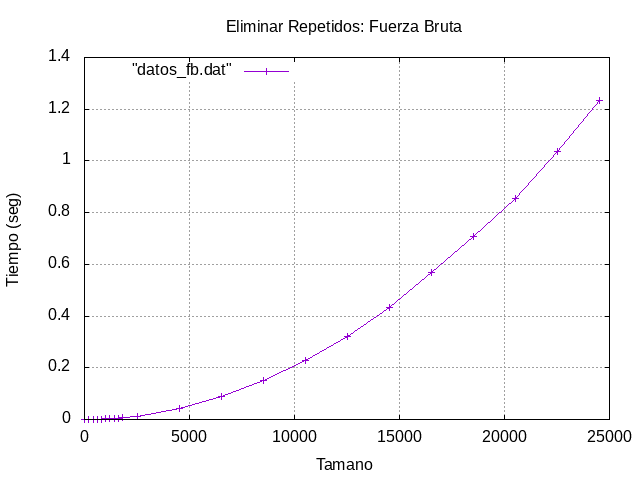 Eliminar Repetidos: Fuerza Bruta
"datos_fb.dat"
1.4
1.2
1
0.8
0.6
0.4
0.2
0
Tiempo (seg)
0 5000 10000 15000 20000 25000
Tamano